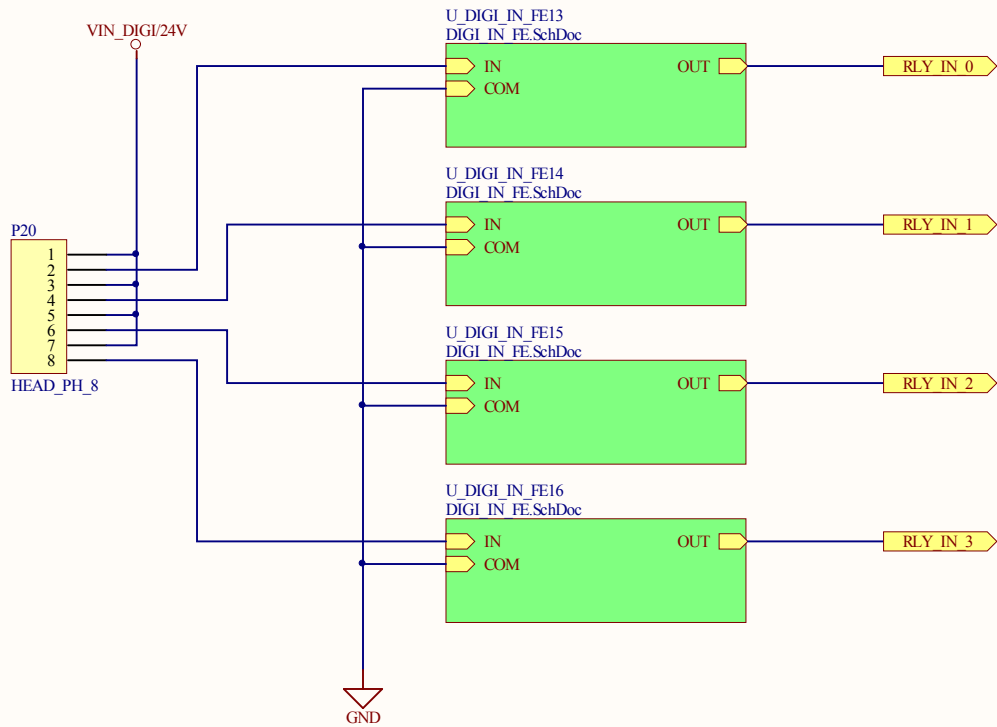 VIN_DIGI/24V
U_DIGI_IN_FE13
DIGI_IN_FE.SchDoc
IN
COM
OUT
RLY_IN_0
U_DIGI_IN_FE14
DIGI_IN_FE.SchDoc
IN
COM
OUT
RLY_IN_1
P20
1
2
3
4
5
6
7
8
HEAD_PH_8
U_DIGI_IN_FE15
DIGI_IN_FE.SchDoc
IN
COM
OUT
RLY_IN_2
U_DIGI_IN_FE16
DIGI_IN_FE.SchDoc
IN
COM
OUT
RLY_IN_3
GND